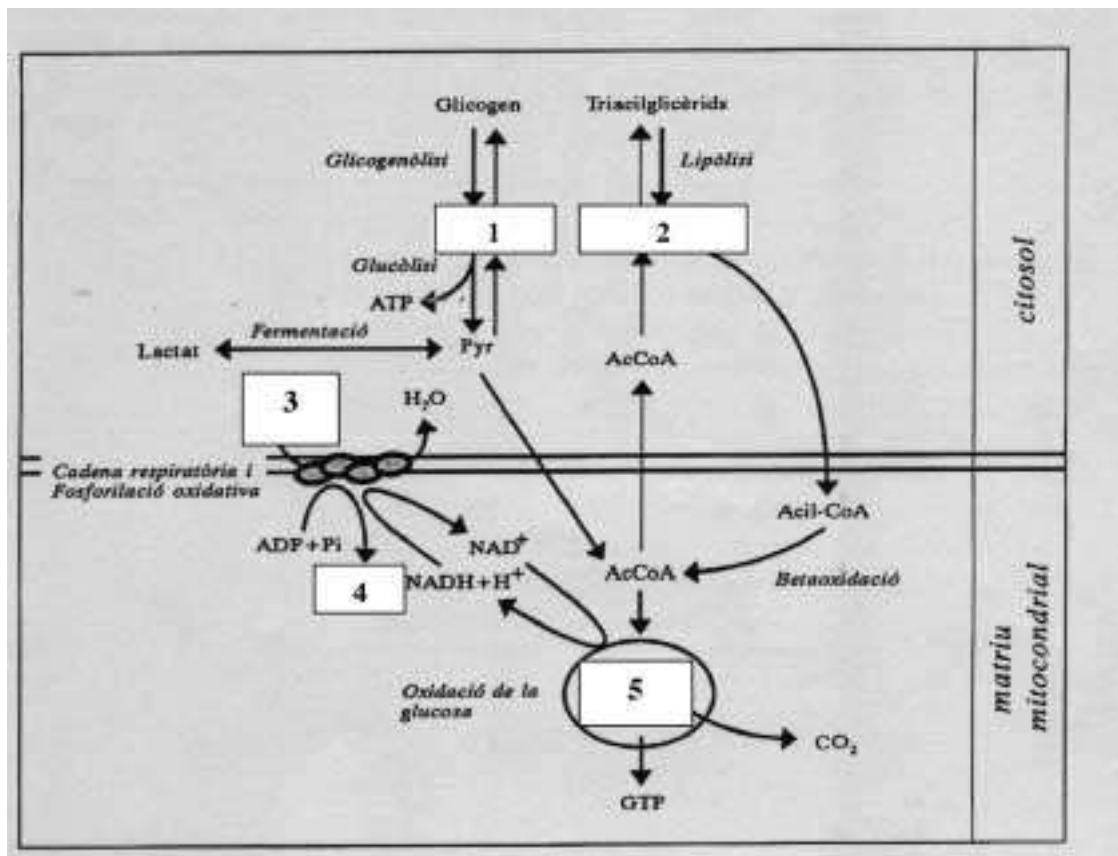 Glicogen
Triacilglicèrids
Glicogenòlisi
Lipòlisi
1
2
Glucòlisi
ATP
Fermentació
Lactat
Pyr
AcCoA
citosol
3
H₂O
Cadena respiratòria i
Fosforilació oxidativa
Acil-CoA
ADP+Pi
NAD⁺
AcCoA
Betaoxidació
4
NADH+H⁺
matriu
mitocondrial
Oxidació de la
glucosa
5
CO₂
GTP